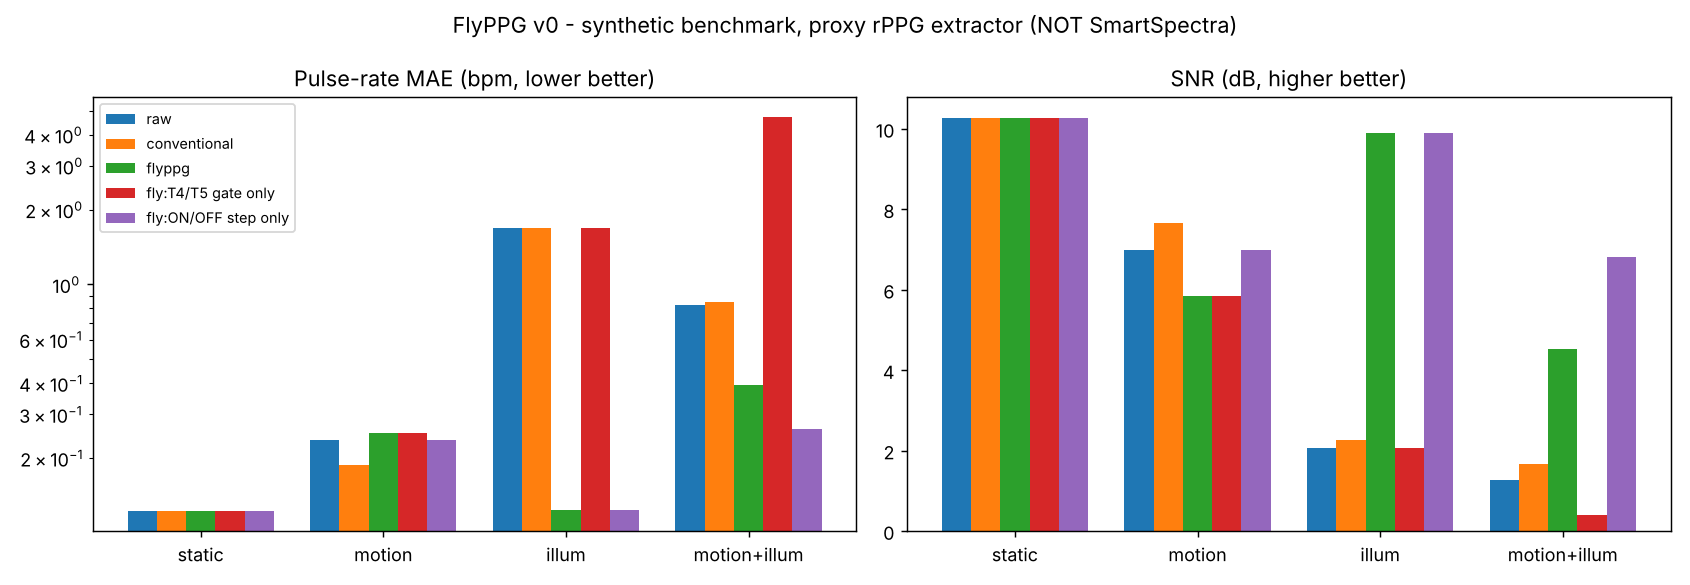 FlyPPG v0 - synthetic benchmark, proxy rPPG extractor (NOT SmartSpectra)
Pulse-rate MAE (bpm, lower better)
raw
conventional
flyppg
fly:T4/T5 gate only
fly:ON/OFF step only
4 × 10⁰
3 × 10⁰
2 × 10⁰
10⁰
6 × 10⁻¹
4 × 10⁻¹
3 × 10⁻¹
2 × 10⁻¹
static motion illum motion+illum
SNR (dB, higher better)
10
8
6
4
2
0
static motion illum motion+illum